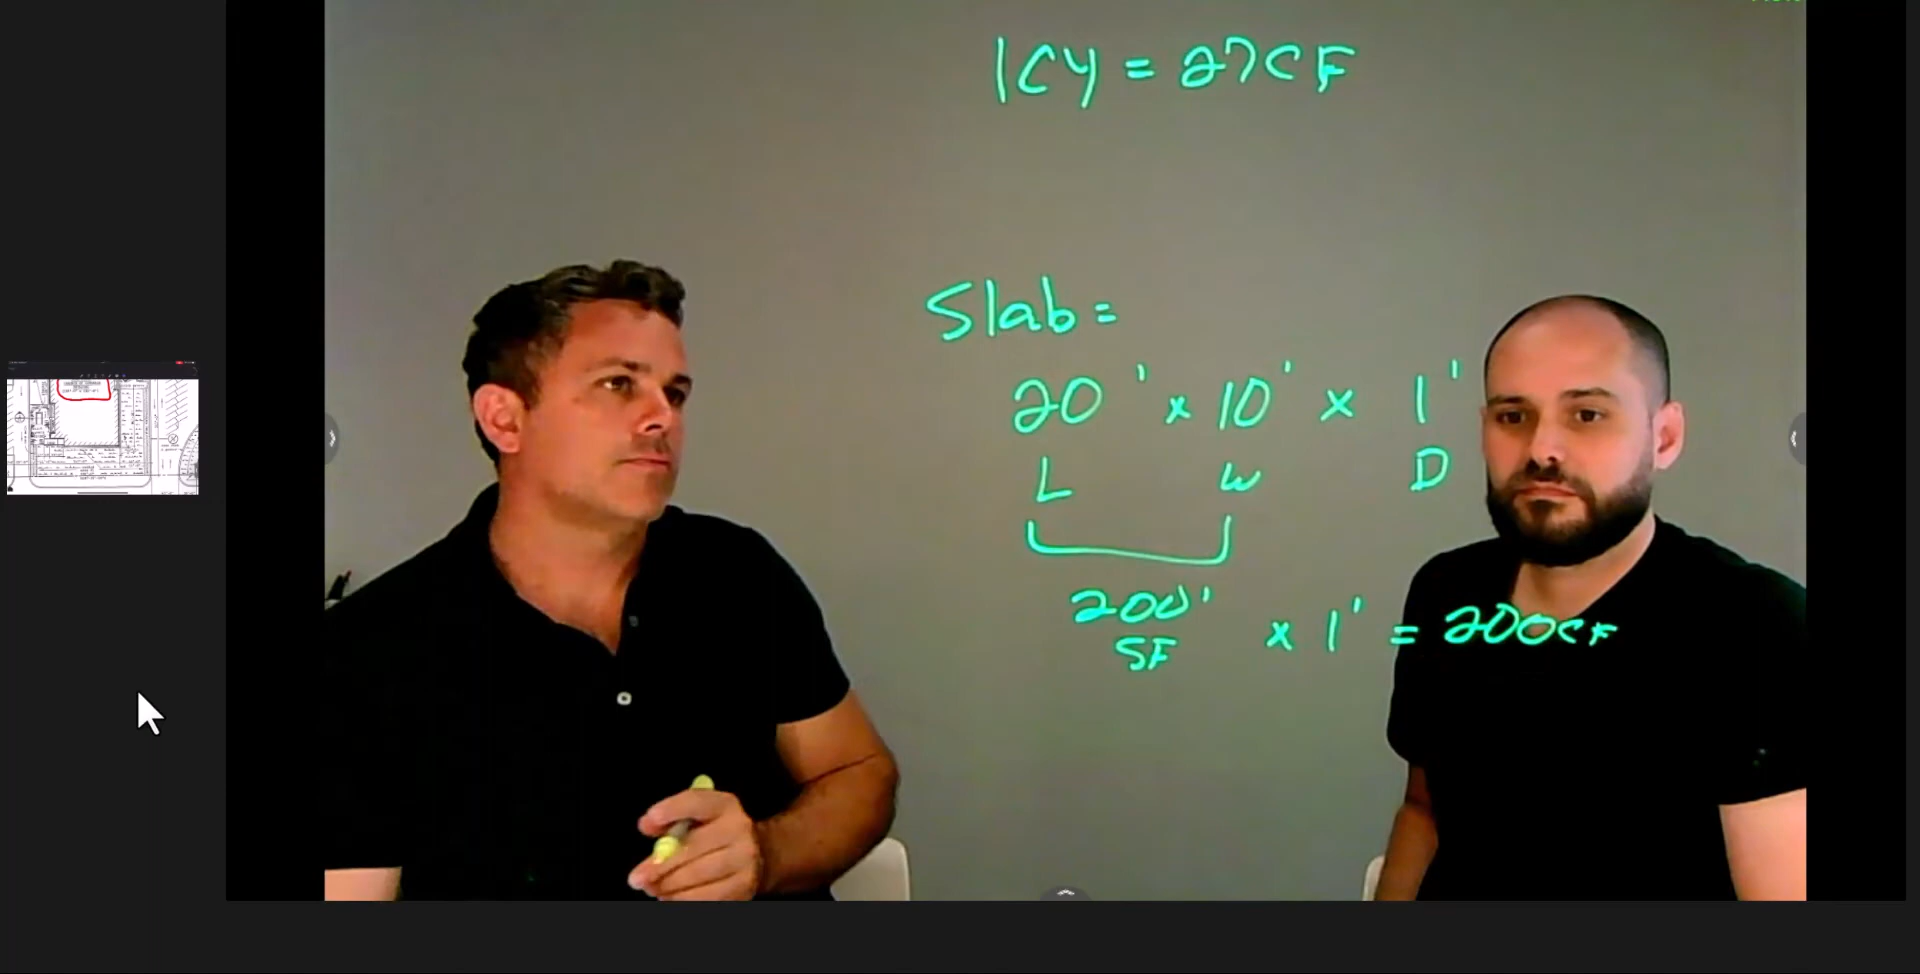 1CY = 27CF
Slab =
20' x 10' x 1'
L W D
200' x 1' = 200CF
SF